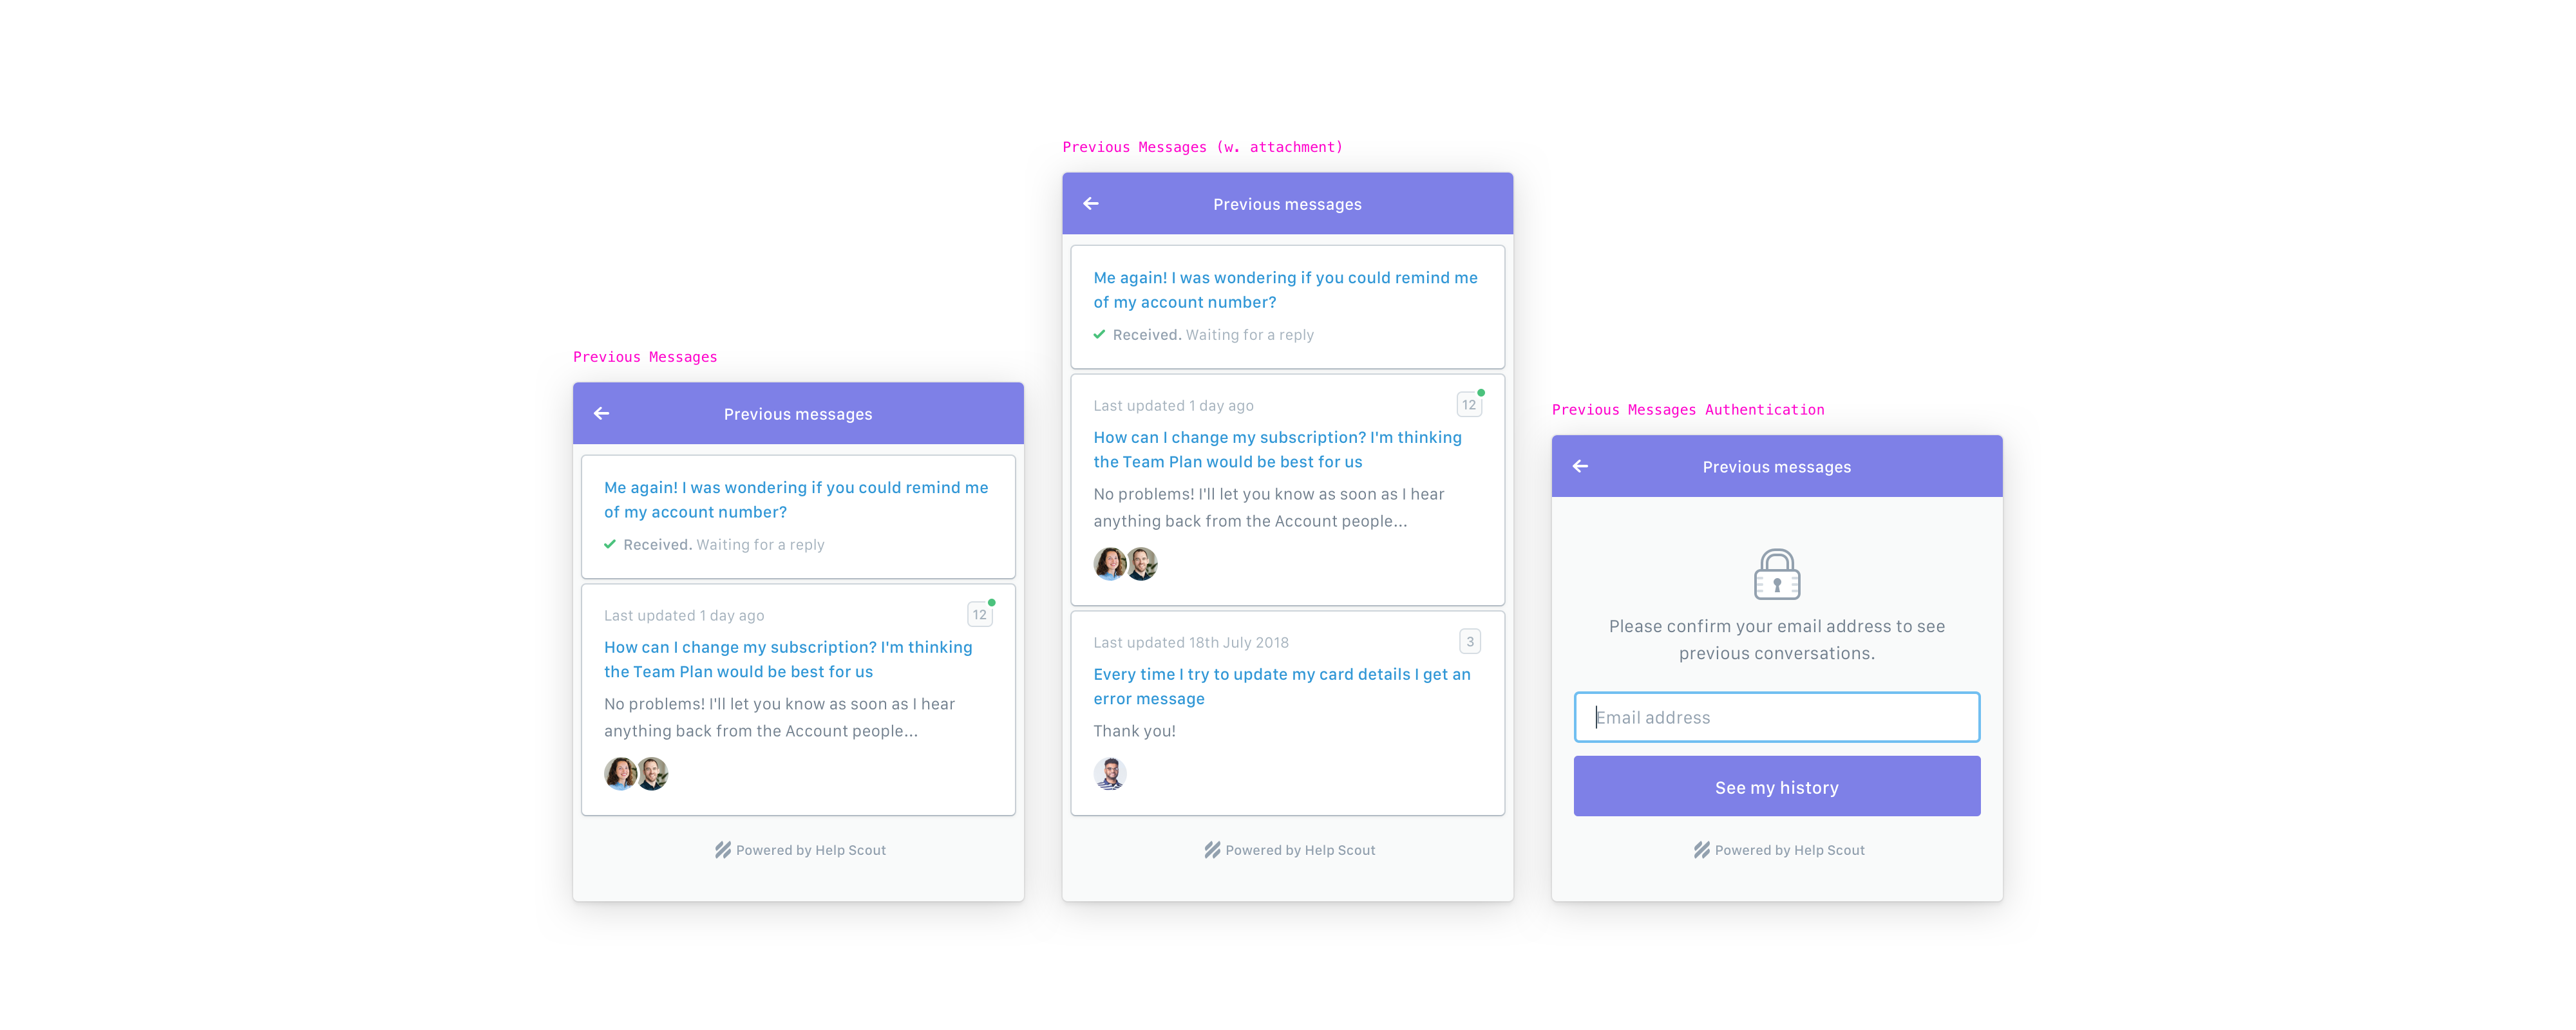 Previous Messages
Previous messages
Me again! I was wondering if you could remind me
of my account number?
Received. Waiting for a reply
Last updated 1 day ago
12
How can I change my subscription? I'm thinking
the Team Plan would be best for us
No problems! I'll let you know as soon as I hear
anything back from the Account people...
Powered by Help Scout
Previous Messages (w. attachment)
Previous messages
Me again! I was wondering if you could remind me
of my account number?
Received. Waiting for a reply
Last updated 1 day ago
12
How can I change my subscription? I'm thinking
the Team Plan would be best for us
No problems! I'll let you know as soon as I hear
anything back from the Account people...
Last updated 18th July 2018
3
Every time I try to update my card details I get an
error message
Thank you!
Powered by Help Scout
Previous Messages Authentication
Previous messages
Please confirm your email address to see
previous conversations.
Email address
See my history
Powered by Help Scout